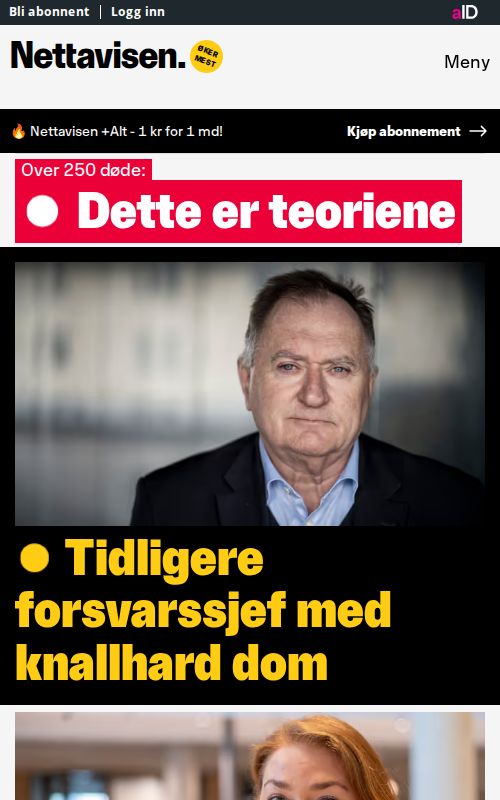 Bli abonnent
Logg inn
aID
Nettavisen.
ØKER
MEST
Meny
Nettavisen +Alt - 1 kr for 1 md!
Kjøp abonnement
Over 250 døde:
Dette er teoriene
Tidligere
forsvarssjef med
knallhard dom